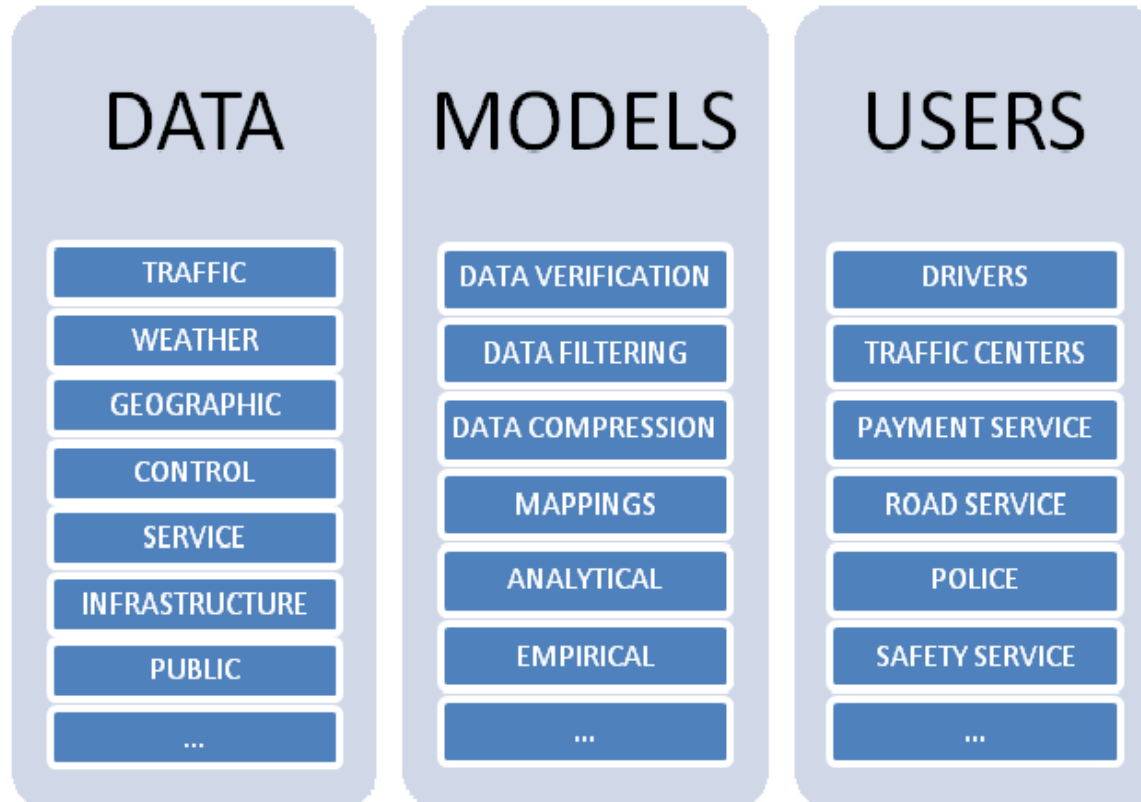 DATA
TRAFFIC
WEATHER
GEOGRAPHIC
CONTROL
SERVICE
INFRASTRUCTURE
PUBLIC
...
MODELS
DATA VERIFICATION
DATA FILTERING
DATA COMPRESSION
MAPPINGS
ANALYTICAL
EMPIRICAL
...
USERS
DRIVERS
TRAFFIC CENTERS
PAYMENT SERVICE
ROAD SERVICE
POLICE
SAFETY SERVICE
...